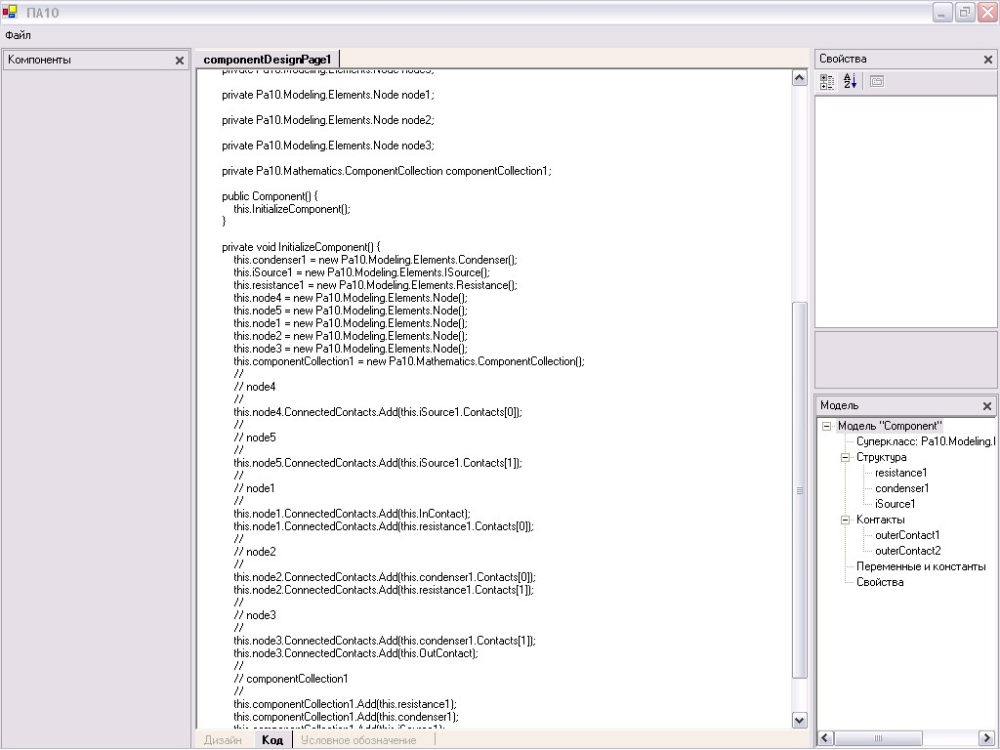 ПА10
Файл
Компоненты
componentDesignPage1
private Pa10.Modeling.Elements.Node node5;
private Pa10.Modeling.Elements.Node node1;
private Pa10.Modeling.Elements.Node node2;
private Pa10.Modeling.Elements.Node node3;
private Pa10.Mathematics.ComponentCollection componentCollection1;
public Component() {
this.InitializeComponent();
}
private void InitializeComponent() {
this.condenser1 = new Pa10.Modeling.Elements.Condenser();
this.iSource1 = new Pa10.Modeling.Elements.ISource();
this.resistance1 = new Pa10.Modeling.Elements.Resistance();
this.node4 = new Pa10.Modeling.Elements.Node();
this.node5 = new Pa10.Modeling.Elements.Node();
this.node1 = new Pa10.Modeling.Elements.Node();
this.node2 = new Pa10.Modeling.Elements.Node();
this.node3 = new Pa10.Modeling.Elements.Node();
this.componentCollection1 = new Pa10.Mathematics.ComponentCollection();
//
// node4
//
this.node4.ConnectedContacts.Add(this.iSource1.Contacts[0]);
//
// node5
//
this.node5.ConnectedContacts.Add(this.iSource1.Contacts[1]);
//
// node1
//
this.node1.ConnectedContacts.Add(this.InContact);
this.node1.ConnectedContacts.Add(this.resistance1.Contacts[0]);
//
// node2
//
this.node2.ConnectedContacts.Add(this.condenser1.Contacts[0]);
this.node2.ConnectedContacts.Add(this.resistance1.Contacts[1]);
//
// node3
//
this.node3.ConnectedContacts.Add(this.condenser1.Contacts[1]);
this.node3.ConnectedContacts.Add(this.OutContact);
//
// componentCollection1
//
this.componentCollection1.Add(this.resistance1);
this.componentCollection1.Add(this.condenser1);
this.componentCollection1.Add(this.iSource1);
Дизайн
Код
Условное обозначение
Свойства
Модель
Модель "Component"
Суперкласс: Pa10.Modeling.
Структура
resistance1
condenser1
iSource1
Контакты
outerContact1
outerContact2
Переменные и константы
Свойства